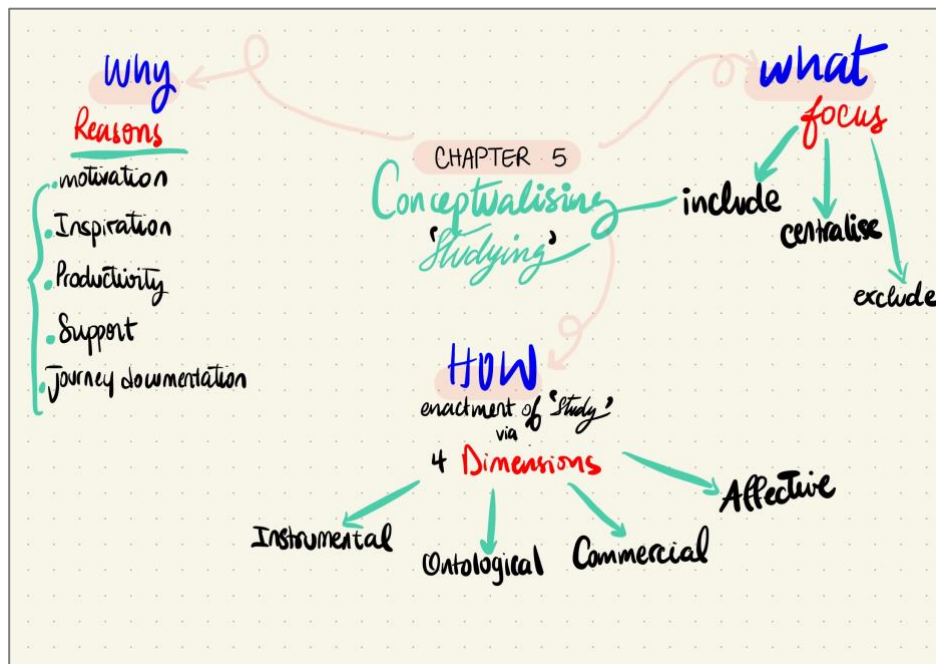 Why
Reasons
motivation
Inspiration
Productivity
Support
Journey documentation
CHAPTER 5
Conceptualising
'Studying'
what
focus
include
centralise
exclude
HOW
enactment of 'Study'
via
4 Dimensions
Instrumental
Ontological
Commercial
Affective